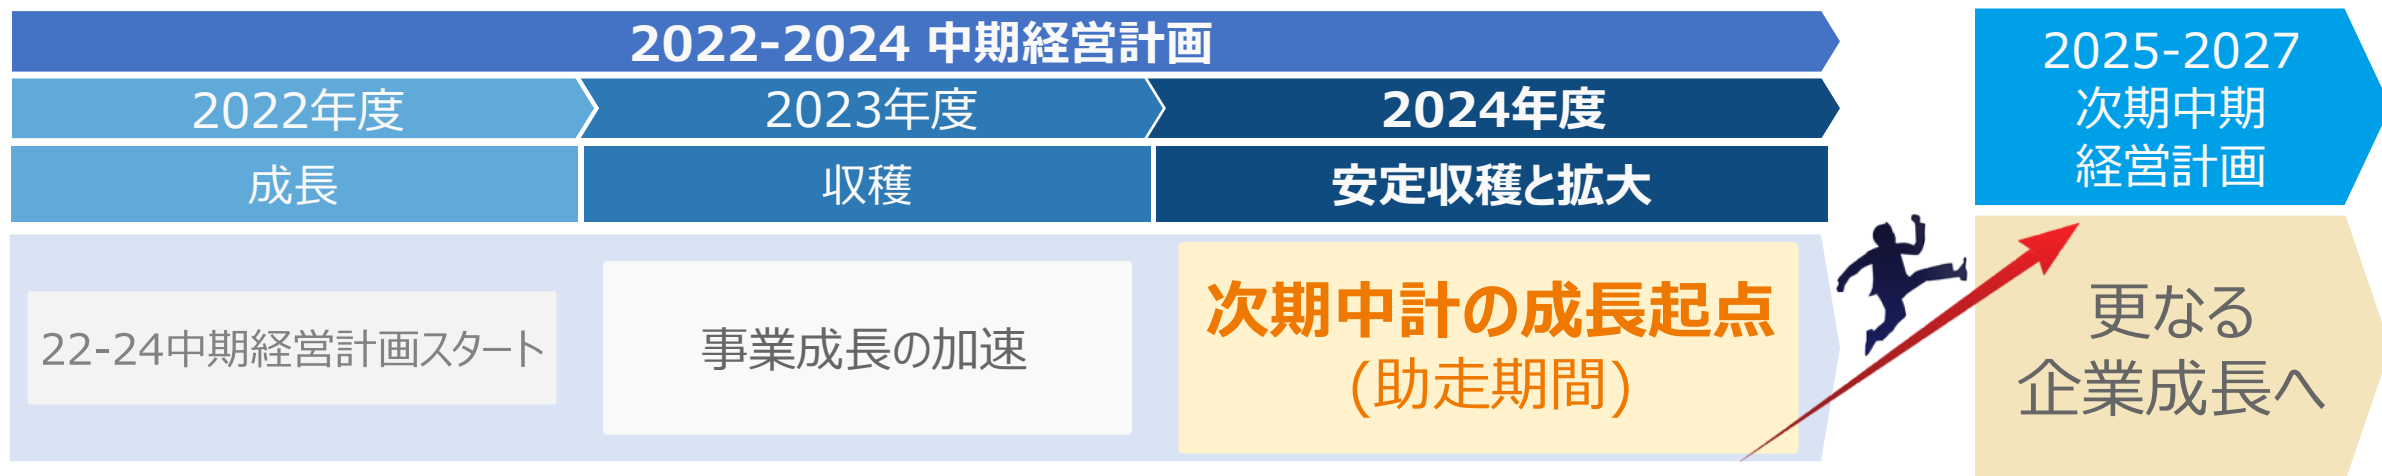 2022-2024 中期経営計画
2022年度
2023年度
2024年度
成長
収穫
安定収穫と拡大
22-24中期経営計画スタート
事業成長の加速
次期中計の成長起点
(助走期間)
2025-2027
次期中期
経営計画
更なる
企業成長へ